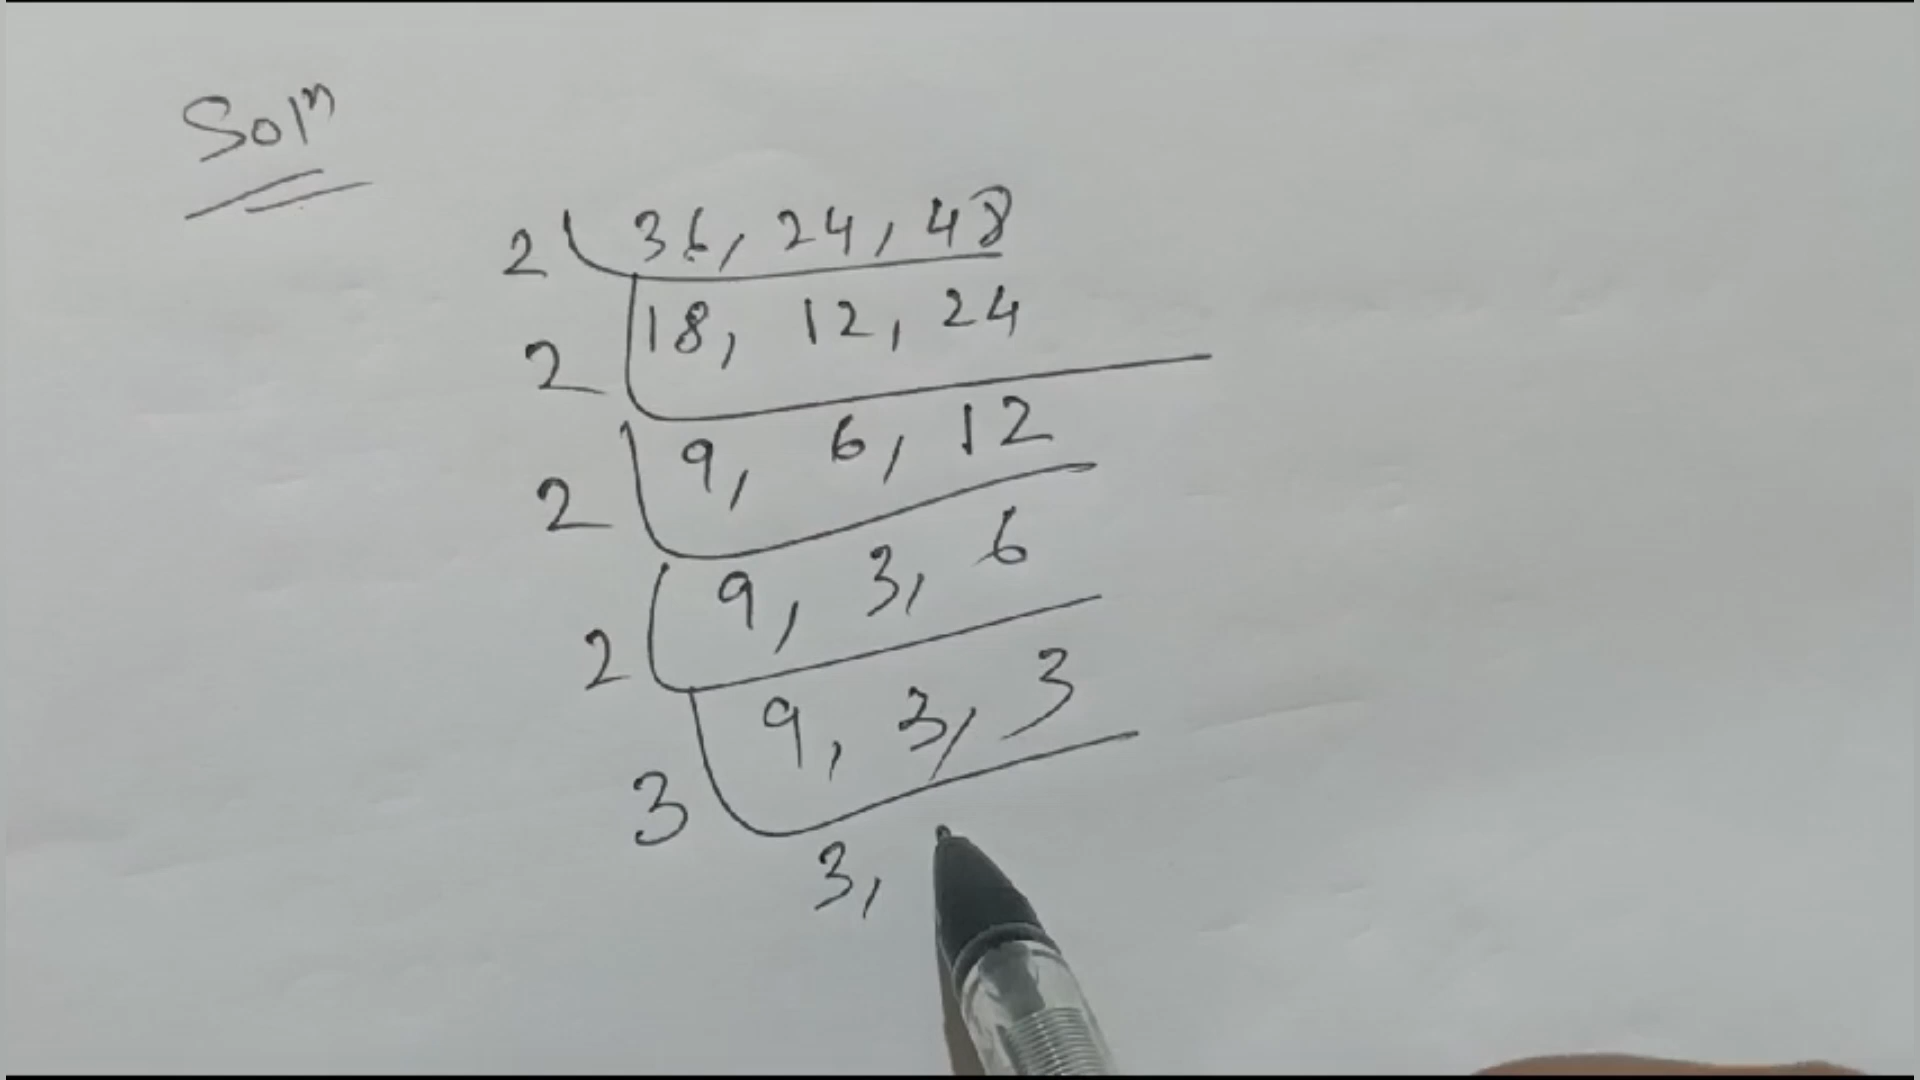 Solⁿ
2 36, 24, 48
2 18, 12, 24
2 9, 6, 12
2 9, 3, 6
3 9, 3, 3
3,